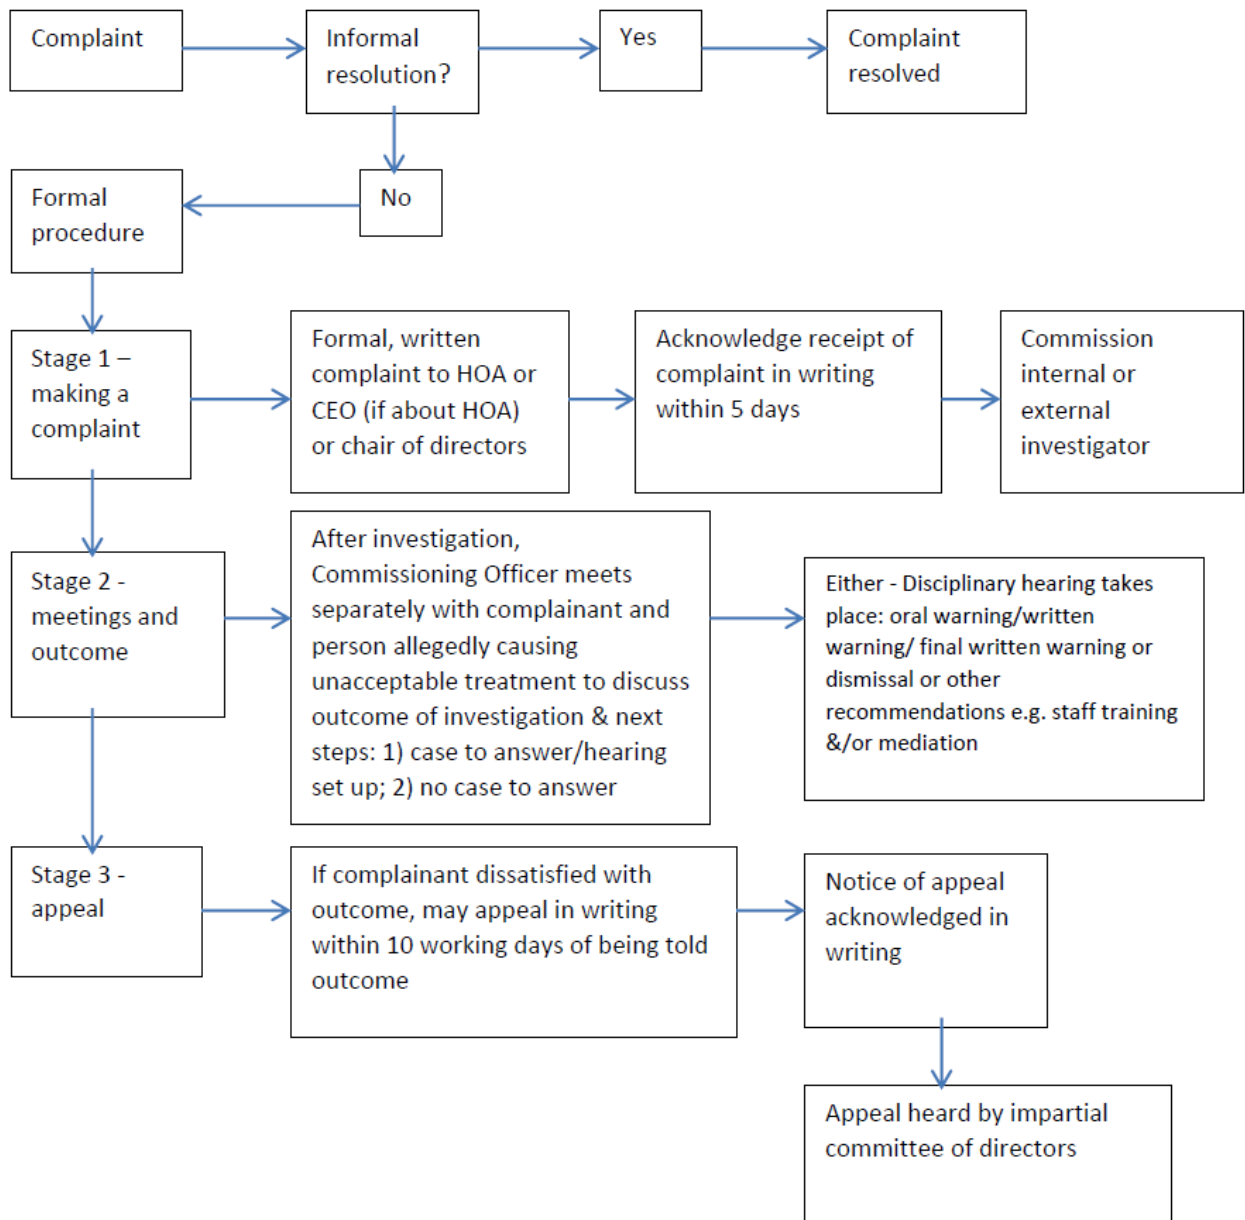 Complaint
Informal
resolution?
Yes
Complaint
resolved
Formal
procedure
No
Stage 1 –
making a
complaint
Formal, written
complaint to HOA or
CEO (if about HOA)
or chair of directors
Acknowledge receipt of
complaint in writing
within 5 days
Commission
internal or
external
investigator
Stage 2 -
meetings and
outcome
After investigation,
Commissioning Officer meets
separately with complainant and
person allegedly causing
unacceptable treatment to discuss
outcome of investigation & next
steps: 1) case to answer/hearing
set up; 2) no case to answer
Either - Disciplinary hearing takes
place: oral warning/written
warning/ final written warning or
dismissal or other
recommendations e.g. staff training
&/or mediation
Stage 3 -
appeal
If complainant dissatisfied with
outcome, may appeal in writing
within 10 working days of being told
outcome
Notice of appeal
acknowledged in
writing
Appeal heard by impartial
committee of directors